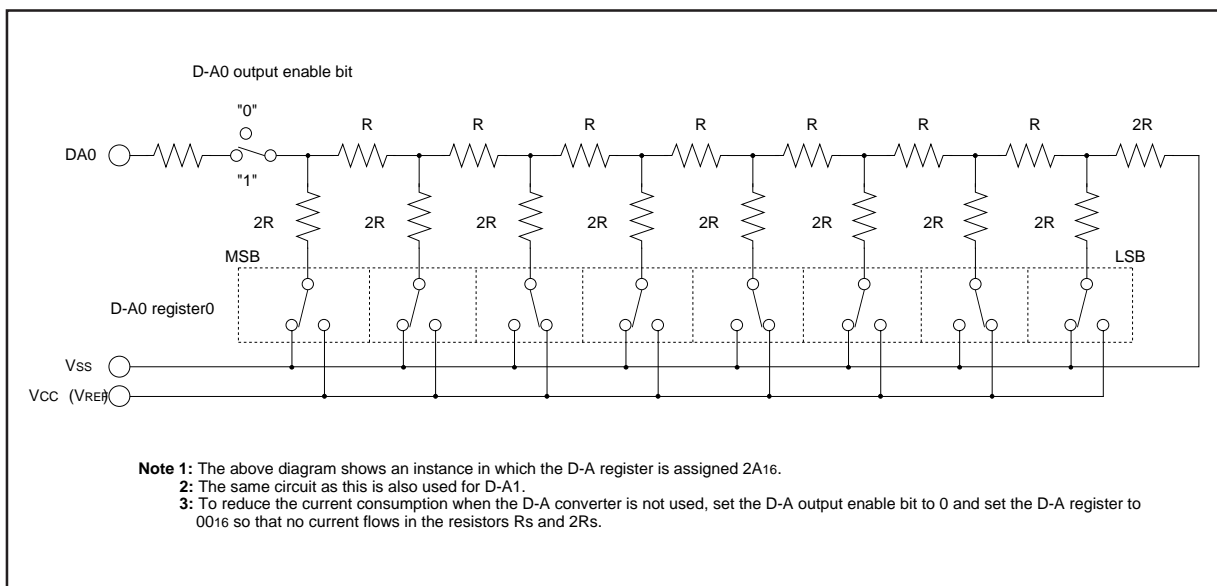 D-A0 output enable bit
"0"
R R R R R R R 2R
DA0
"1"
2R 2R 2R 2R 2R 2R 2R 2R
MSB LSB
D-A0 register0
VSS
VCC (VREF)
Note 1: The above diagram shows an instance in which the D-A register is assigned 2A16.
2: The same circuit as this is also used for D-A1.
3: To reduce the current consumption when the D-A converter is not used, set the D-A output enable bit to 0 and set the D-A register to
0016 so that no current flows in the resistors Rs and 2Rs.